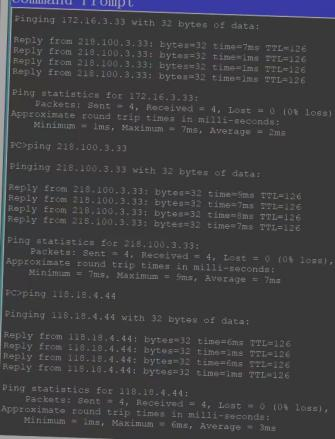 Command Prompt
Pinging 172.16.3.33 with 32 bytes of data:
Reply from 218.100.3.33: bytes=32 time=7ms TTL=126
Reply from 218.100.3.33: bytes=32 time=1ms TTL=126
Reply from 218.100.3.33: bytes=32 time=1ms TTL=126
Reply from 218.100.3.33: bytes=32 time=1ms TTL=126
Ping statistics for 172.16.3.33:
Packets: Sent = 4, Received = 4, Lost = 0 (0% loss)
Approximate round trip times in milli-seconds:
Minimum = 1ms, Maximum = 7ms, Average = 2ms
PC>ping 218.100.3.33
Pinging 218.100.3.33 with 32 bytes of data:
Reply from 218.100.3.33: bytes=32 time=9ms TTL=126
Reply from 218.100.3.33: bytes=32 time=7ms TTL=126
Reply from 218.100.3.33: bytes=32 time=8ms TTL=126
Reply from 218.100.3.33: bytes=32 time=7ms TTL=126
Ping statistics for 218.100.3.33:
Packets: Sent = 4, Received = 4, Lost = 0 (0% loss),
Approximate round trip times in milli-seconds:
Minimum = 7ms, Maximum = 9ms, Average = 7ms
PC>ping 118.18.4.44
Pinging 118.18.4.44 with 32 bytes of data:
Reply from 118.18.4.44: bytes=32 time=6ms TTL=126
Reply from 118.18.4.44: bytes=32 time=1ms TTL=126
Reply from 118.18.4.44: bytes=32 time=6ms TTL=126
Reply from 118.18.4.44: bytes=32 time=1ms TTL=126
Ping statistics for 118.18.4.44:
Packets: Sent = 4, Received = 4, Lost = 0 (0% loss),
Approximate round trip times in milli-seconds:
Minimum = 1ms, Maximum = 6ms, Average = 3ms